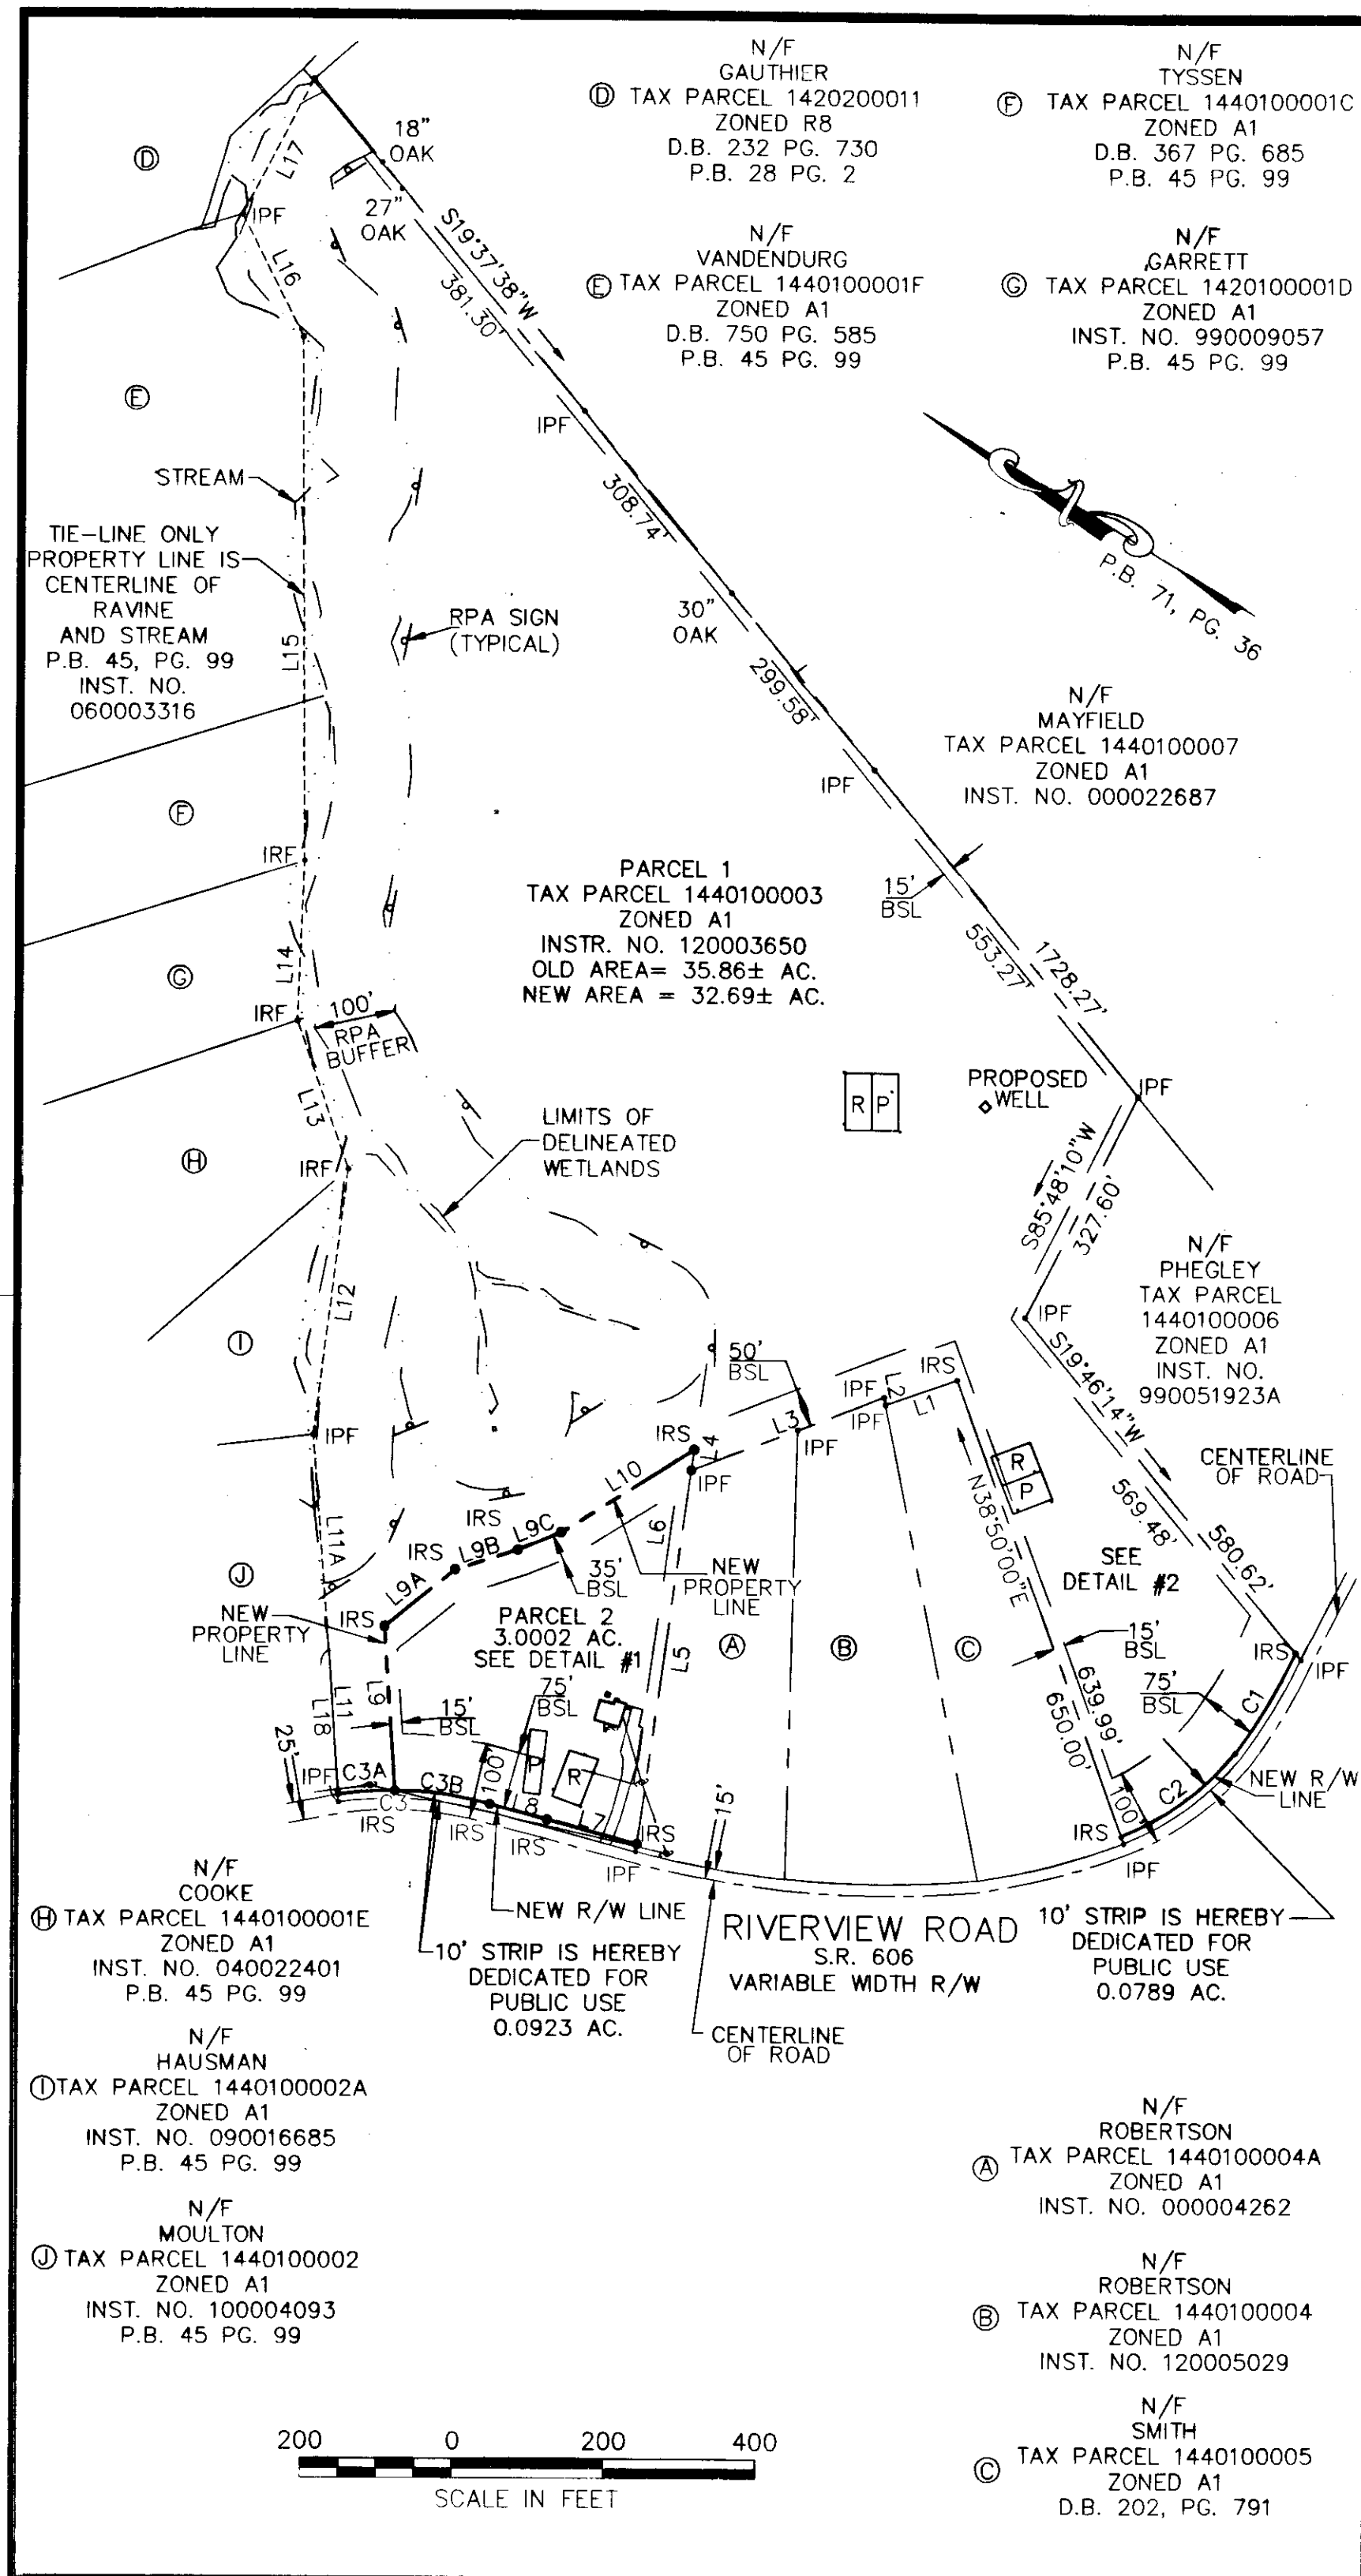 N/F
GAUTHIER
Ⓓ TAX PARCEL 1420200011
ZONED R8
D.B. 232 PG. 730
P.B. 28 PG. 2
N/F
TYSSEN
Ⓕ TAX PARCEL 1440100001C
ZONED A1
D.B. 367 PG. 685
P.B. 45 PG. 99
N/F
VANDENDURG
Ⓔ TAX PARCEL 1440100001F
ZONED A1
D.B. 750 PG. 585
P.B. 45 PG. 99
N/F
GARRETT
Ⓖ TAX PARCEL 1420100001D
ZONED A1
INST. NO. 990009057
P.B. 45 PG. 99
Ⓓ
L17
18"
OAK
IPF
27"
OAK
L16
S19°37'38"W
381.30'
Ⓔ
IPF
STREAM
308.74'
P.B. 71, PG. 36
TIE-LINE ONLY
PROPERTY LINE IS
CENTERLINE OF
RAVINE
AND STREAM
P.B. 45, PG. 99
INST. NO.
060003316
L15
RPA SIGN
(TYPICAL)
30"
OAK
299.58'
N/F
MAYFIELD
TAX PARCEL 1440100007
ZONED A1
INST. NO. 000022687
IPF
Ⓕ
IRF
PARCEL 1
TAX PARCEL 1440100003
ZONED A1
INSTR. NO. 120003650
OLD AREA= 35.86± AC.
NEW AREA = 32.69± AC.
15'
BSL
553.27'
1728.27'
L14
Ⓖ
IRF
100'
RPA
BUFFER
L13
R P
PROPOSED
WELL
IPF
LIMITS OF
DELINEATED
WETLANDS
Ⓗ
IRF
S85°48'10"W
327.60'
L12
Ⓘ
N/F
PHEGLEY
TAX PARCEL
1440100006
ZONED A1
INST. NO.
990051923A
IPF
S19°46'14"W
50'
BSL
IPF
L2
IRS
L1
IPF
L3
IPF
IRS
L4
IPF
IPF
L10
R
P
N38°50'00"E
CENTERLINE
OF ROAD
569.48'
580.62'
IRS
L9C
L9B
L6
L11A
IRS
35'
BSL
NEW
PROPERTY
LINE
SEE
DETAIL #2
Ⓙ
L9A
NEW
PROPERTY
LINE
IRS
PARCEL 2
3.0002 AC.
SEE DETAIL #1
Ⓐ
Ⓑ
Ⓒ
15'
BSL
IRS
IPF
L5
L9
L11
L18
15'
BSL
75'
BSL
639.99'
650.00'
75'
BSL
C1
25'
IPF
C3A
C3B
100'
P
R
C3
L8
L7
IRS
IRS
IRS
IRS
IPF
15'
100'
C2
IRS
IPF
NEW R/W
LINE
NEW R/W LINE
10' STRIP IS HEREBY
DEDICATED FOR
PUBLIC USE
0.0923 AC.
RIVERVIEW ROAD
S.R. 606
VARIABLE WIDTH R/W
CENTERLINE
OF ROAD
10' STRIP IS HEREBY
DEDICATED FOR
PUBLIC USE
0.0789 AC.
N/F
COOKE
Ⓗ TAX PARCEL 1440100001E
ZONED A1
INST. NO. 040022401
P.B. 45 PG. 99
N/F
HAUSMAN
Ⓘ TAX PARCEL 1440100002A
ZONED A1
INST. NO. 090016685
P.B. 45 PG. 99
N/F
MOULTON
Ⓙ TAX PARCEL 1440100002
ZONED A1
INST. NO. 100004093
P.B. 45 PG. 99
N/F
ROBERTSON
Ⓐ TAX PARCEL 1440100004A
ZONED A1
INST. NO. 000004262
N/F
ROBERTSON
Ⓑ TAX PARCEL 1440100004
ZONED A1
INST. NO. 120005029
N/F
SMITH
Ⓒ TAX PARCEL 1440100005
ZONED A1
D.B. 202, PG. 791
200 0 200 400
SCALE IN FEET